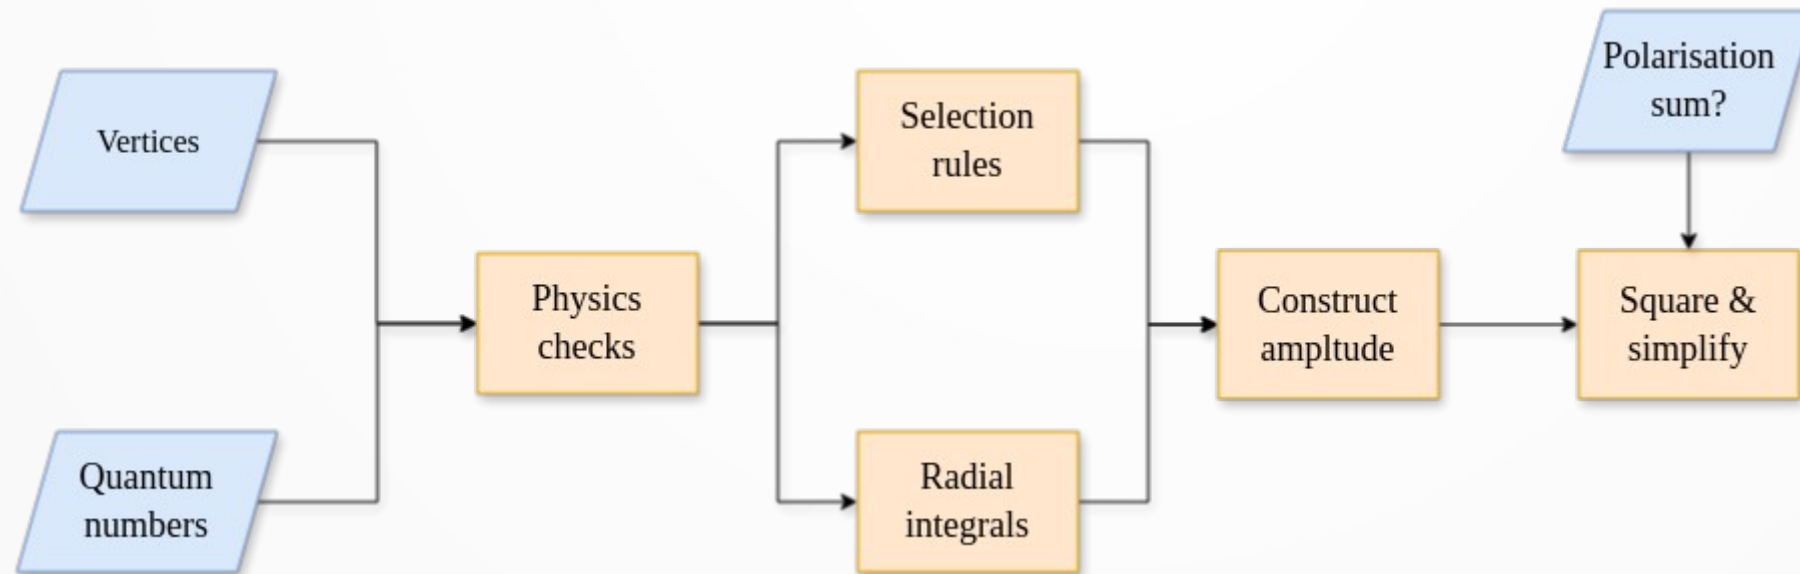 Vertices
Quantum
numbers
Physics
checks
Selection
rules
Radial
integrals
Construct
ampltude
Polarisation
sum?
Square &
simplify